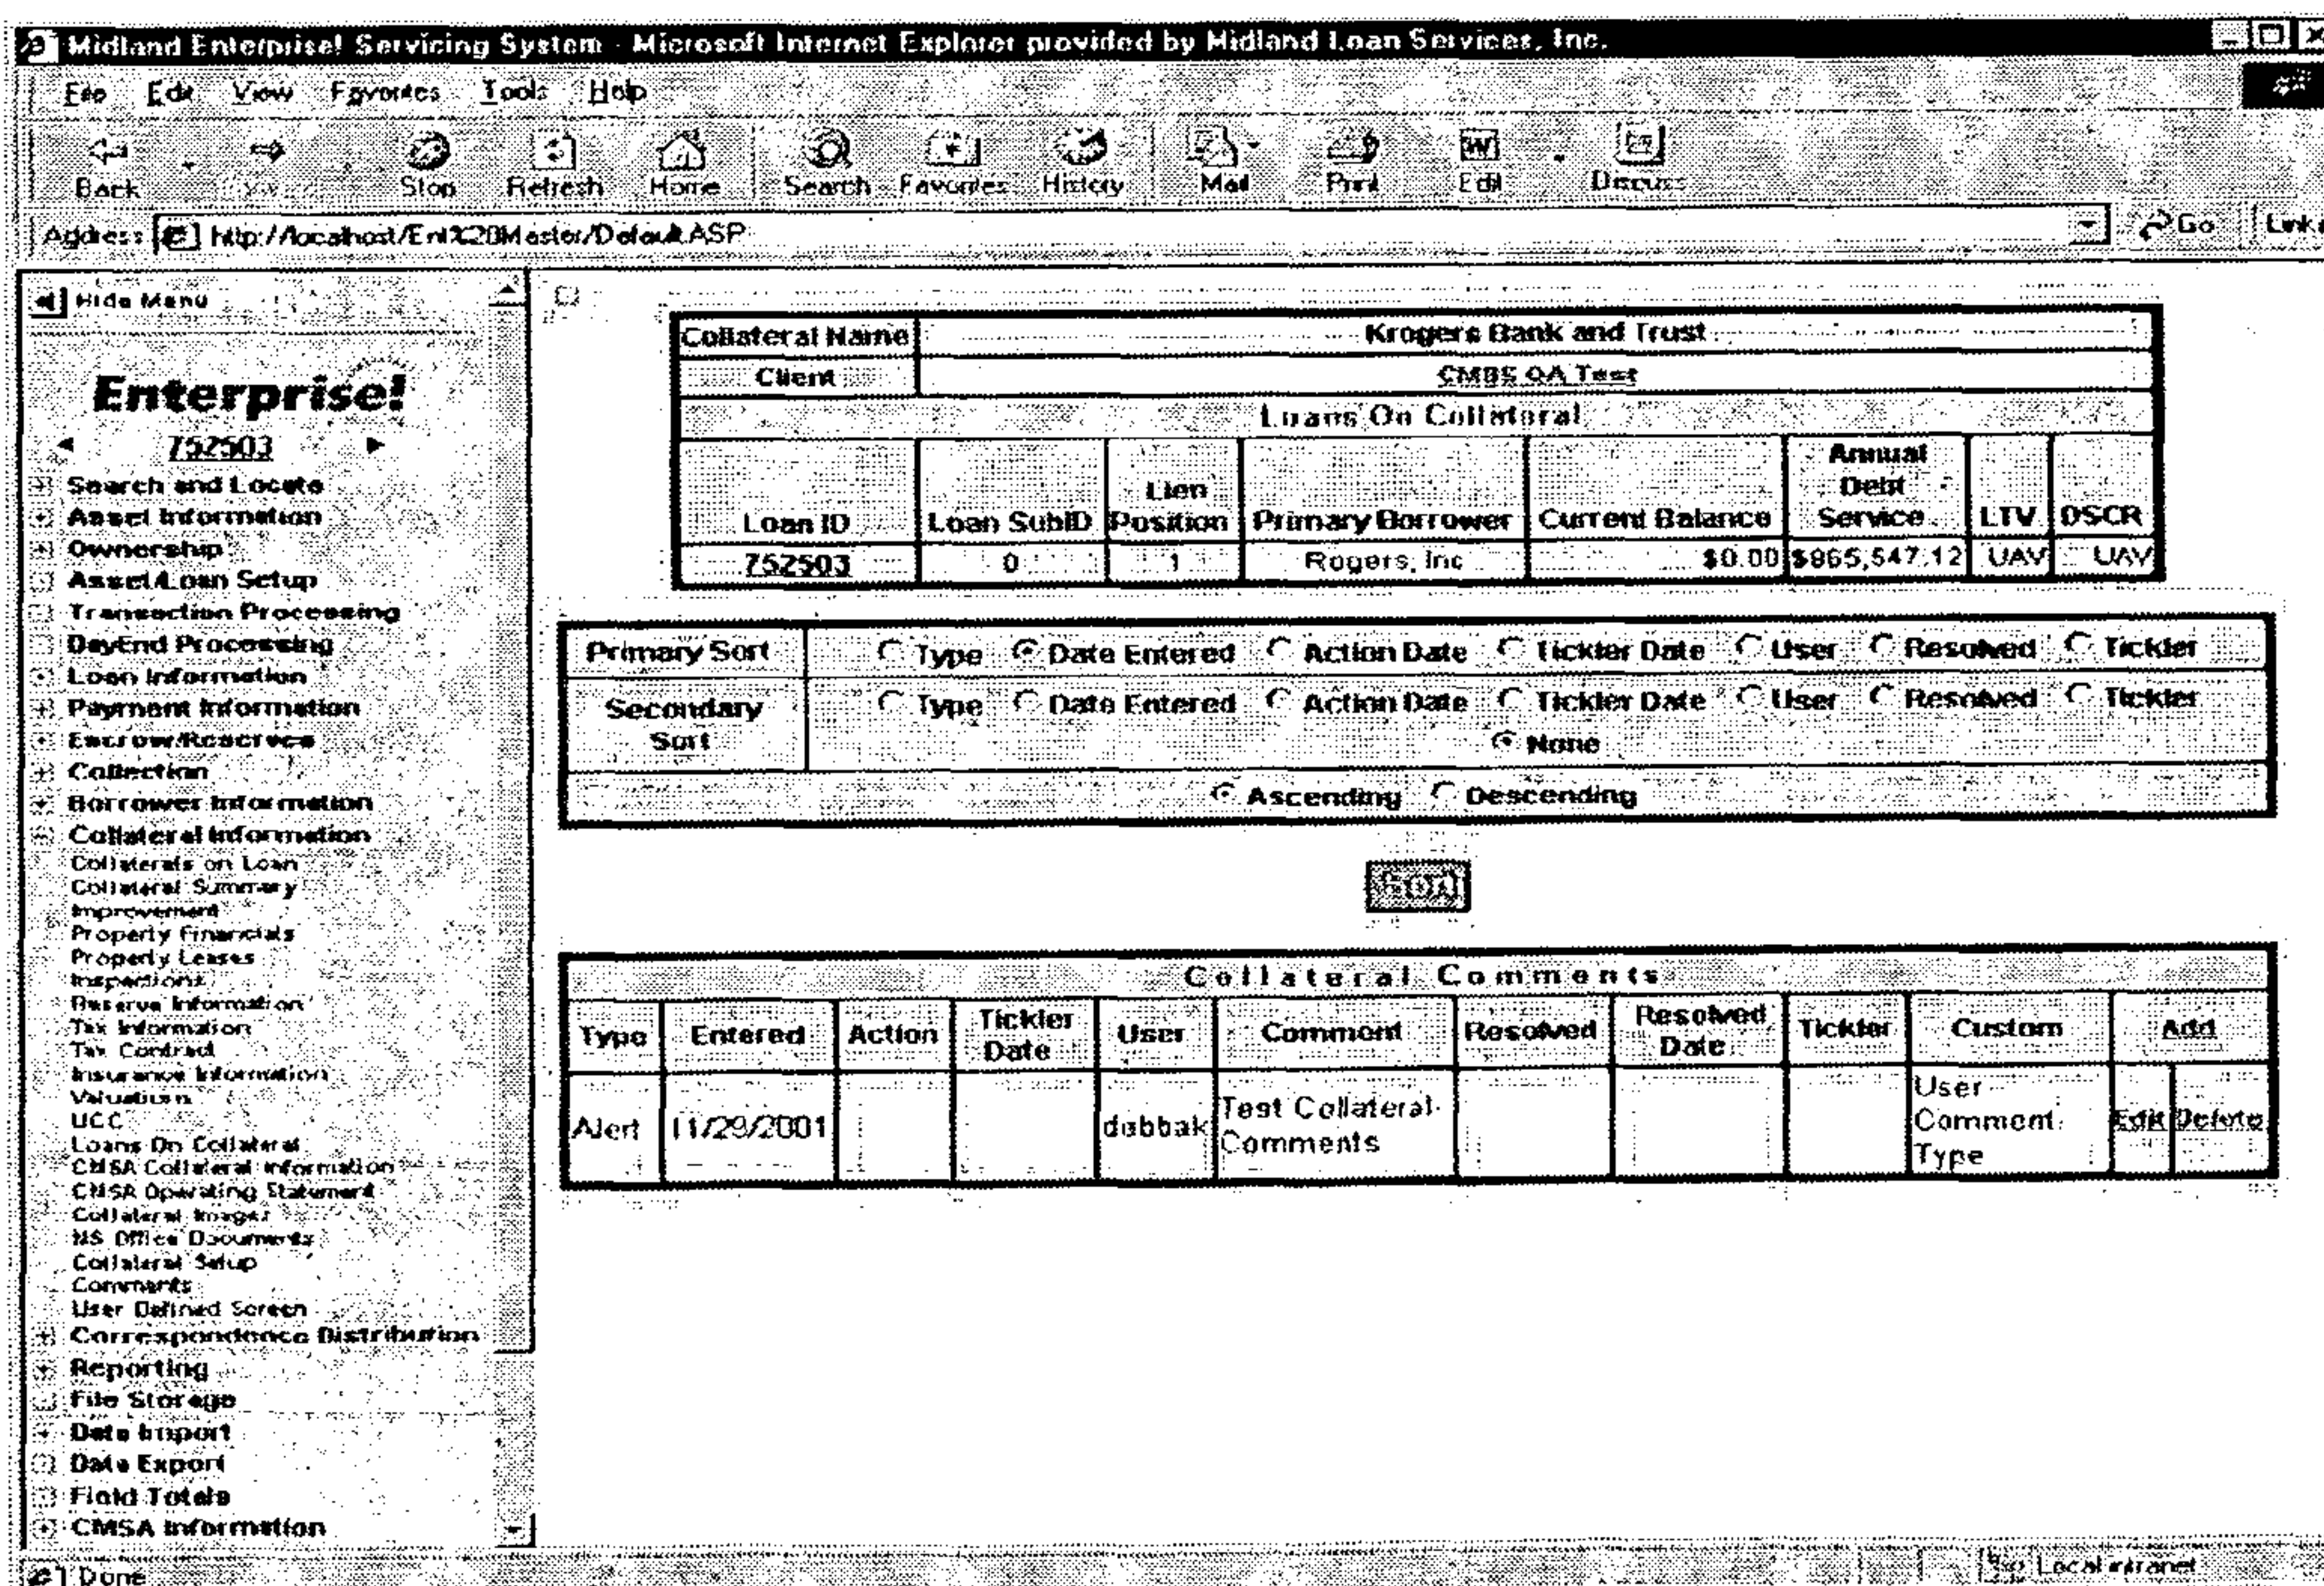 Midland Enterprise! Servicing System - Microsoft Internet Explorer provided by Midland Loan Services, Inc.
File Edit View Favorites Tools Help
Back Stop Refresh Home Search Favorites History Mail Print Edit Discuss
Address http://localhost/Ent%20Master/Default.ASP Go Links
Hide Menu
Enterprise!
752503
Search and Locate
Asset Information
Ownership
Asset/Loan Setup
Transaction Processing
DayEnd Processing
Loan Information
Payment Information
Escrow/Reserves
Collection
Borrower Information
Collateral Information
Collaterals on Loan
Collateral Summary
Improvement
Property Financials
Property Leases
Inspections
Reserve Information
Tax Information
Tax Contract
Insurance Information
Valuations
UCC
Loans On Collateral
CMSA Collateral Information
CMSA Operating Statement
Collateral Images
MS Office Documents
Collateral Setup
Comments
User Defined Screen
Correspondence Distribution
Reporting
File Storage
Data Import
Data Export
Field Totals
CMSA Information
Collateral Name Krogers Bank and Trust
Client CMBS QA Test
Loans On Collateral
Loan ID Loan SubID Lien Position Primary Borrower Current Balance Annual Debt Service LTV DSCR
752503 0 1 Rogers, Inc $0.00 $865,547.12 UAV UAV
Primary Sort Type Date Entered Action Date Tickler Date User Resolved Tickler
Secondary Sort Type Date Entered Action Date Tickler Date User Resolved Tickler
None
Ascending Descending
Sort
Collateral Comments
Type Entered Action Tickler Date User Comment Resolved Resolved Date Tickler Custom Add
Alert 11/29/2001 dubbak Test Collateral Comments User Comment Type Edit Delete
Done Local intranet